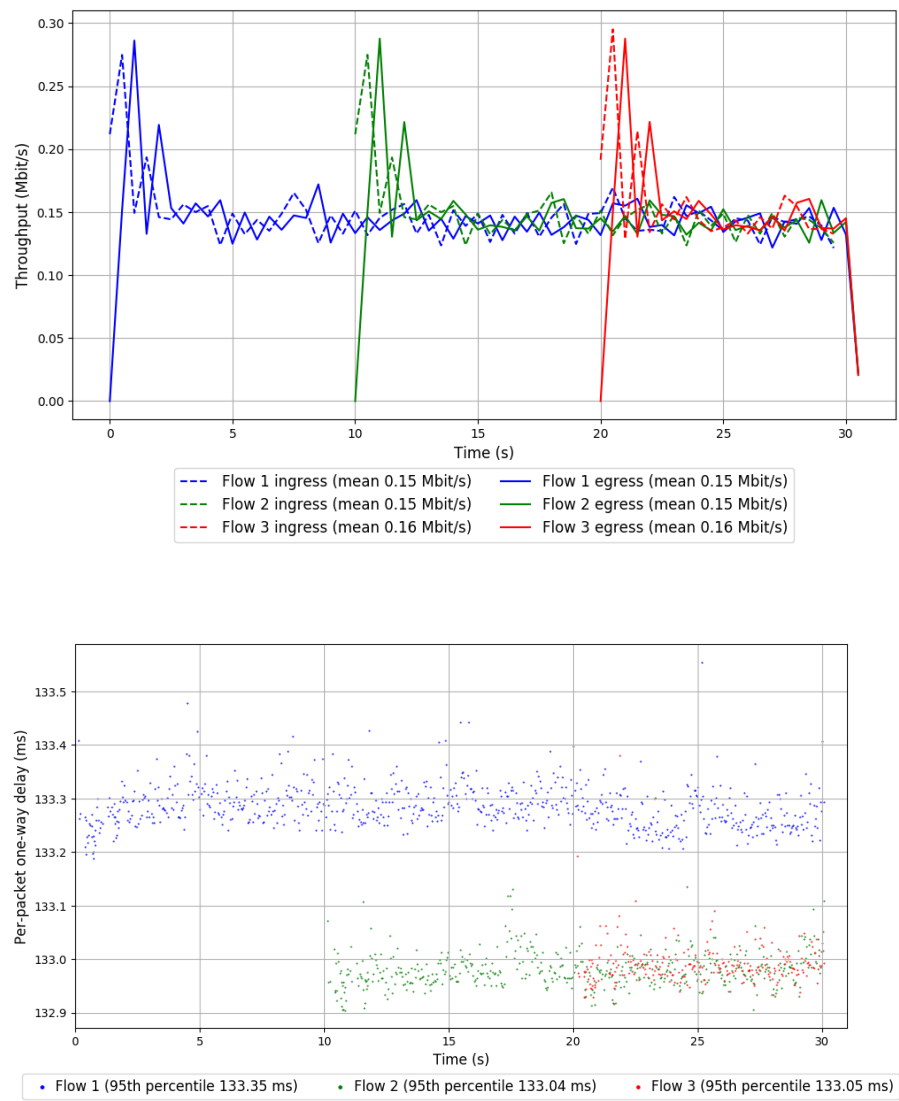 0.30
0.25
0.20
0.15
0.10
0.05
0.00
Throughput (Mbit/s)
0 5 10 15 20 25 30
Time (s)
Flow 1 ingress (mean 0.15 Mbit/s) Flow 1 egress (mean 0.15 Mbit/s)
Flow 2 ingress (mean 0.15 Mbit/s) Flow 2 egress (mean 0.15 Mbit/s)
Flow 3 ingress (mean 0.16 Mbit/s) Flow 3 egress (mean 0.16 Mbit/s)
133.5
133.4
133.3
133.2
133.1
133.0
132.9
Per-packet one-way delay (ms)
0 5 10 15 20 25 30
Time (s)
Flow 1 (95th percentile 133.35 ms) Flow 2 (95th percentile 133.04 ms) Flow 3 (95th percentile 133.05 ms)